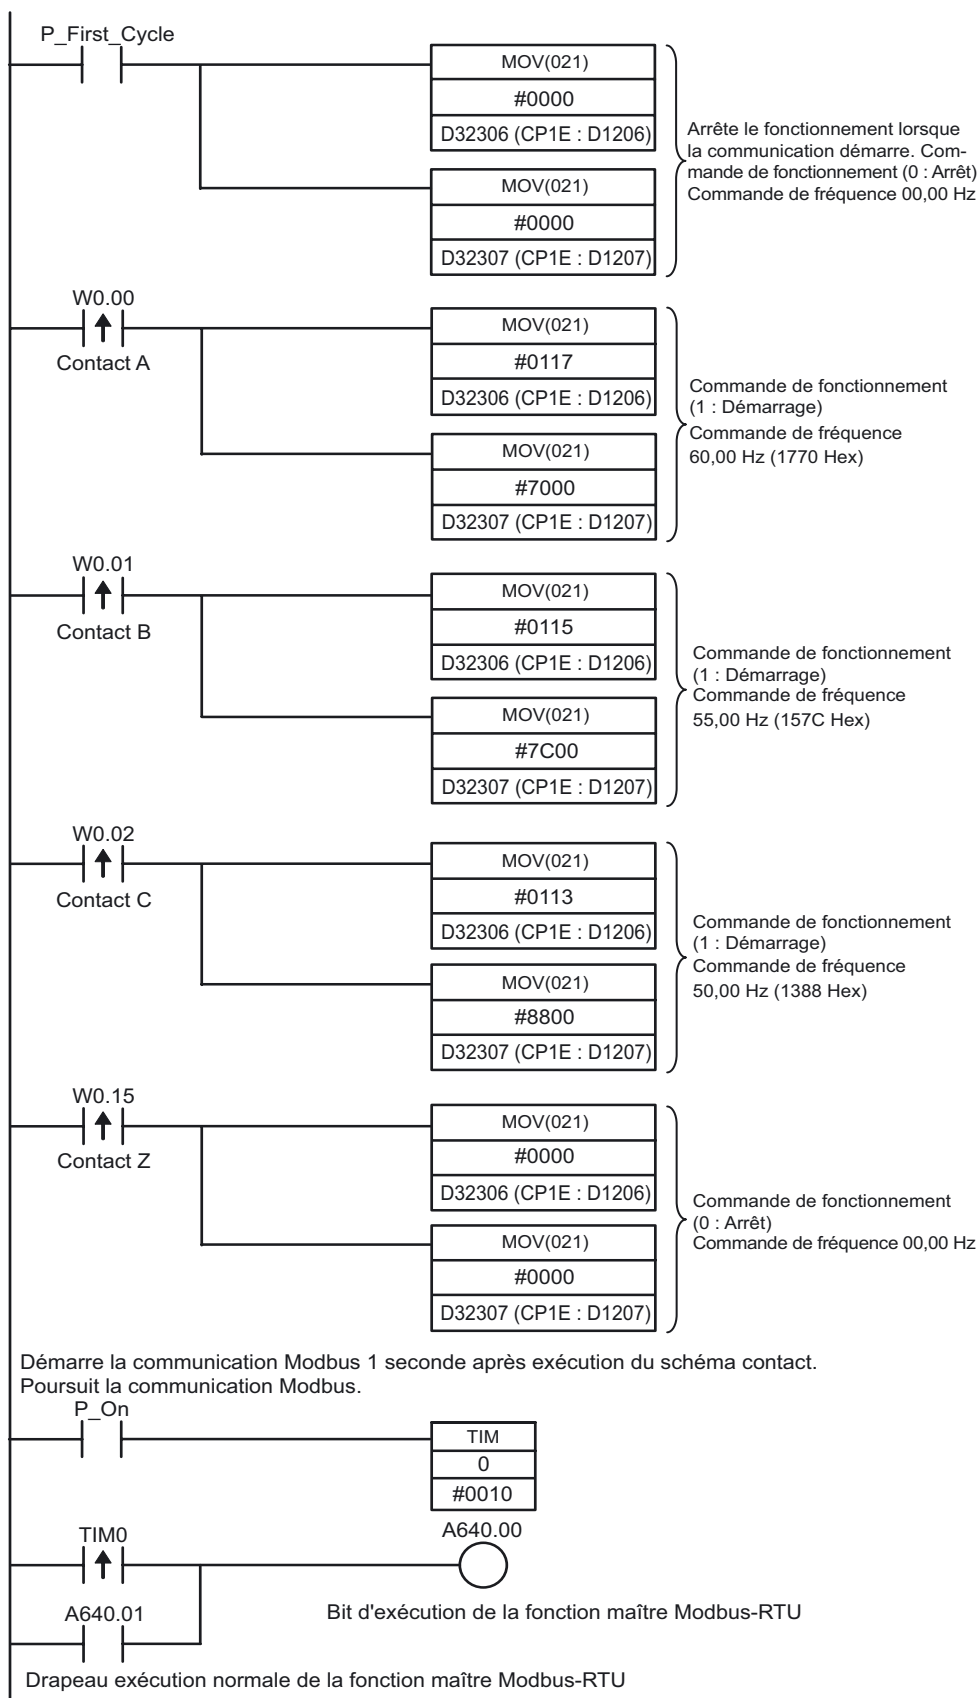 P_First_Cycle
MOV(021)
#0000
D32306 (CP1E : D1206)
MOV(021)
#0000
D32307 (CP1E : D1207)
Arrête le fonctionnement lorsque
la communication démarre. Com-
mande de fonctionnement (0 : Arrêt)
Commande de fréquence 00,00 Hz
W0.00
Contact A
MOV(021)
#0117
D32306 (CP1E : D1206)
MOV(021)
#7000
D32307 (CP1E : D1207)
Commande de fonctionnement
(1 : Démarrage)
Commande de fréquence
60,00 Hz (1770 Hex)
W0.01
Contact B
MOV(021)
#0115
D32306 (CP1E : D1206)
MOV(021)
#7C00
D32307 (CP1E : D1207)
Commande de fonctionnement
(1 : Démarrage)
Commande de fréquence
55,00 Hz (157C Hex)
W0.02
Contact C
MOV(021)
#0113
D32306 (CP1E : D1206)
MOV(021)
#8800
D32307 (CP1E : D1207)
Commande de fonctionnement
(1 : Démarrage)
Commande de fréquence
50,00 Hz (1388 Hex)
W0.15
Contact Z
MOV(021)
#0000
D32306 (CP1E : D1206)
MOV(021)
#0000
D32307 (CP1E : D1207)
Commande de fonctionnement
(0 : Arrêt)
Commande de fréquence 00,00 Hz
Démarre la communication Modbus 1 seconde après exécution du schéma contact.
Poursuit la communication Modbus.
P_On
TIM
0
#0010
TIM0
A640.00
A640.01
Bit d'exécution de la fonction maître Modbus-RTU
Drapeau exécution normale de la fonction maître Modbus-RTU